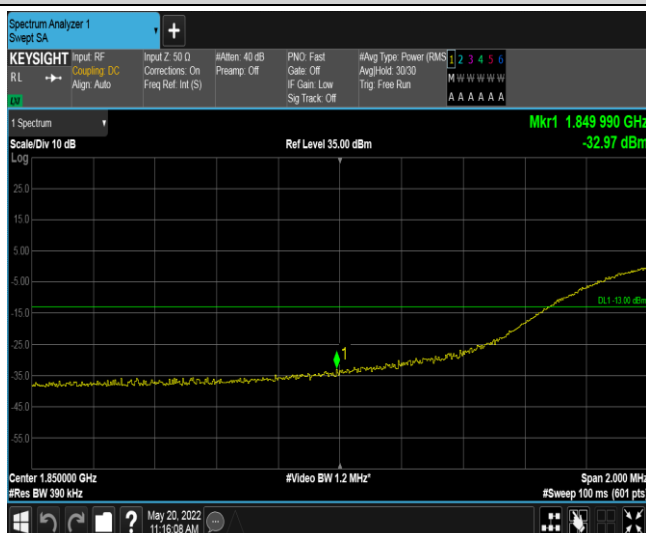 Spectrum Analyzer 1
Swept SA
KEYSIGHT
RL
Input: RF
Coupling: DC
Align: Auto
Input Z: 50 Ω
Corrections: On
Freq Ref: Int (S)
#Atten: 40 dB
Preamp: Off
PNO: Fast
Gate: Off
IF Gain: Low
Sig Track: Off
#Avg Type: Power (RMS
Avg|Hold: 30/30
Trig: Free Run
1 2 3 4 5 6
M W W W W W
A A A A A A
1 Spectrum
Scale/Div 10 dB
Ref Level 35.00 dBm
Mkr1 1.849 990 GHz
-32.97 dBm
Log
25.0
15.0
5.00
-5.00
DL1 -13.00 dBm
-15.0
-25.0
1
-35.0
-45.0
-55.0
Center 1.850000 GHz
#Video BW 1.2 MHz*
Span 2.000 MHz
#Res BW 390 kHz
#Sweep 100 ms (601 pts)
May 20, 2022
11:16:08 AM